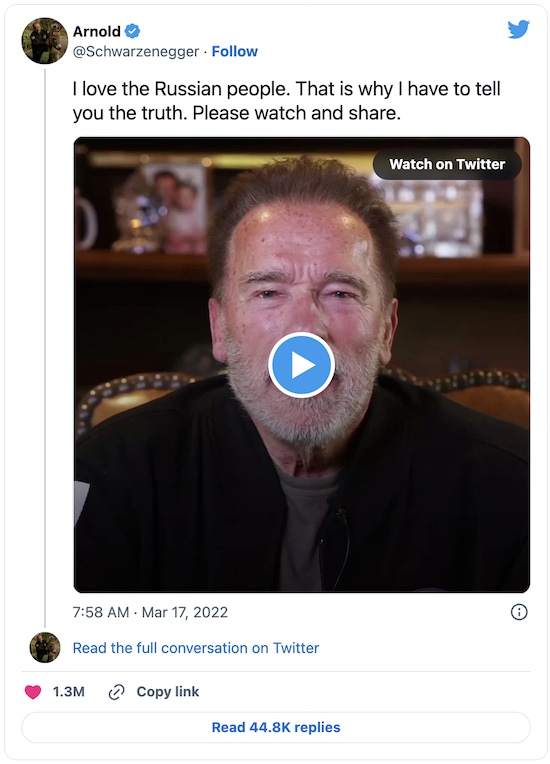 Arnold
@Schwarzenegger · Follow
I love the Russian people. That is why I have to tell
you the truth. Please watch and share.
Watch on Twitter
7:58 AM · Mar 17, 2022
Read the full conversation on Twitter
1.3M Copy link
Read 44.8K replies